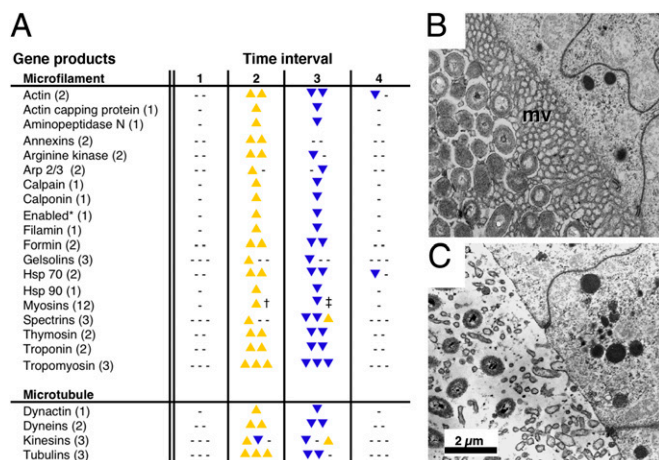 A
Gene products Time interval
Microfilament 1 2 3 4
Actin (2) -- ▲▲ ▼▼ ▼-
Actin capping protein (1) - ▲ ▼ -
Aminopeptidase N (1) - ▲ ▼ -
Annexins (2) -- ▲▲ -- --
Arginine kinase (2) -- ▲▲ ▼- --
Arp 2/3 (2) -- ▲- -▼ --
Calpain (1) - ▲ ▼ -
Calponin (1) - ▲ ▼ -
Enabled* (1) - ▲ ▼ -
Filamin (1) - ▲ ▼ -
Formin (2) -- ▲▲ ▼▼ --
Gelsolins (3) --- ▲-- ▼-- ---
Hsp 70 (2) -- ▲▲ ▼▼ ▼-
Hsp 90 (1) - ▲ ▼ -
Myosins (12) - ▲† ▼‡ -
Spectrins (3) --- ▲-- ▼▼▲ ---
Thymosin (2) -- ▲▲ ▼▼ --
Troponin (2) -- ▲▲ ▼▼ --
Tropomyosin (3) --- ▲▲▲ ▼▼▼ ---
Microtubule
Dynactin (1) - ▲ ▼ -
Dyneins (2) -- ▲▲ ▼▼ --
Kinesins (3) --- ▲▼- ▼-▲ ---
Tubulins (3) --- ▲▲▲ ▼▼- ---
B
mv
C
2 µm